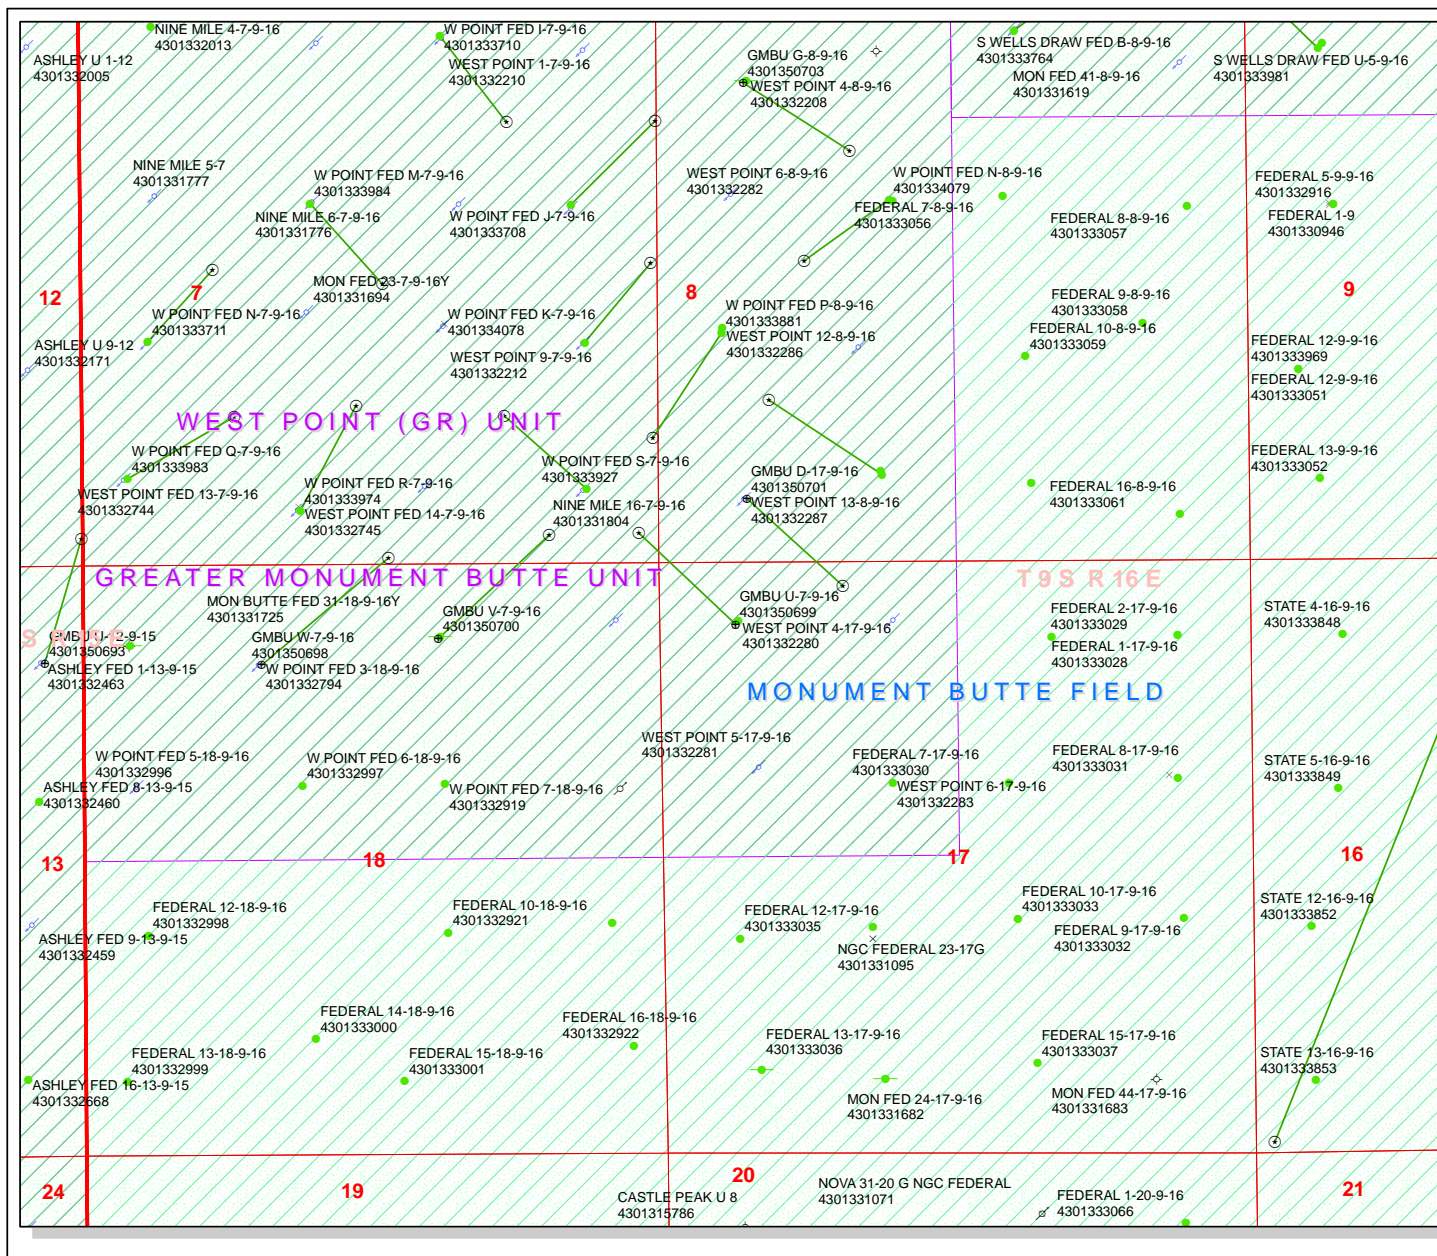 NINE MILE 4-7-9-16
4301332013
W POINT FED I-7-9-16
4301333710
ASHLEY U 1-12
4301332005
WEST POINT 1-7-9-16
4301332210
GMBU G-8-9-16
4301350703
WEST POINT 4-8-9-16
4301332208
S WELLS DRAW FED B-8-9-16
4301333764
MON FED 41-8-9-16
4301331619
S WELLS DRAW FED U-5-9-16
4301333981
NINE MILE 5-7
4301331777
W POINT FED M-7-9-16
4301333984
NINE MILE 6-7-9-16
4301331776
W POINT FED J-7-9-16
4301333708
WEST POINT 6-8-9-16
4301332282
W POINT FED N-8-9-16
4301334079
FEDERAL 7-8-9-16
4301333056
FEDERAL 8-8-9-16
4301333057
FEDERAL 5-9-9-16
4301332916
FEDERAL 1-9
4301330946
12
7
MON FED 23-7-9-16Y
4301331694
8
9
W POINT FED N-7-9-16
4301333711
W POINT FED K-7-9-16
4301334078
W POINT FED P-8-9-16
4301333881
WEST POINT 12-8-9-16
4301332286
FEDERAL 9-8-9-16
4301333058
FEDERAL 10-8-9-16
4301333059
ASHLEY U 9-12
4301332171
WEST POINT 9-7-9-16
4301332212
FEDERAL 12-9-9-16
4301333969
FEDERAL 12-9-9-16
4301333051
WEST POINT (GR) UNIT
W POINT FED Q-7-9-16
4301333983
WEST POINT FED 13-7-9-16
4301332744
W POINT FED R-7-9-16
4301333974
WEST POINT FED 14-7-9-16
4301332745
W POINT FED S-7-9-16
4301333927
NINE MILE 16-7-9-16
4301331804
GMBU D-17-9-16
4301350701
WEST POINT 13-8-9-16
4301332287
FEDERAL 16-8-9-16
4301333061
FEDERAL 13-9-9-16
4301333052
GREATER MONUMENT BUTTE UNIT
T 9 S R 16 E
MON BUTTE FED 31-18-9-16Y
4301331725
GMBU V-7-9-16
4301350700
GMBU U-7-9-16
4301350699
WEST POINT 4-17-9-16
4301332280
FEDERAL 2-17-9-16
4301333029
FEDERAL 1-17-9-16
4301333028
STATE 4-16-9-16
4301333848
4301350693
ASHLEY FED 1-13-9-15
4301332463
GMBU W-7-9-16
4301350698
W POINT FED 3-18-9-16
4301332794
MONUMENT BUTTE FIELD
W POINT FED 5-18-9-16
4301332996
ASHLEY FED 8-13-9-15
4301332460
W POINT FED 6-18-9-16
4301332997
W POINT FED 7-18-9-16
4301332919
WEST POINT 5-17-9-16
4301332281
FEDERAL 7-17-9-16
4301333030
WEST POINT 6-17-9-16
4301332283
FEDERAL 8-17-9-16
4301333031
STATE 5-16-9-16
4301333849
13
18
17
16
FEDERAL 12-18-9-16
4301332998
ASHLEY FED 9-13-9-15
4301332459
FEDERAL 10-18-9-16
4301332921
FEDERAL 12-17-9-16
4301333035
NGC FEDERAL 23-17G
4301331095
FEDERAL 10-17-9-16
4301333033
FEDERAL 9-17-9-16
4301333032
STATE 12-16-9-16
4301333852
FEDERAL 14-18-9-16
4301333000
FEDERAL 16-18-9-16
4301332922
FEDERAL 13-17-9-16
4301333036
FEDERAL 15-17-9-16
4301333037
FEDERAL 13-18-9-16
4301332999
ASHLEY FED 16-13-9-15
4301332668
FEDERAL 15-18-9-16
4301333001
MON FED 24-17-9-16
4301331682
MON FED 44-17-9-16
4301331683
STATE 13-16-9-16
4301333853
24
19
20
21
CASTLE PEAK U 8
4301315786
NOVA 31-20 G NGC FEDERAL
4301331071
FEDERAL 1-20-9-16
4301333066